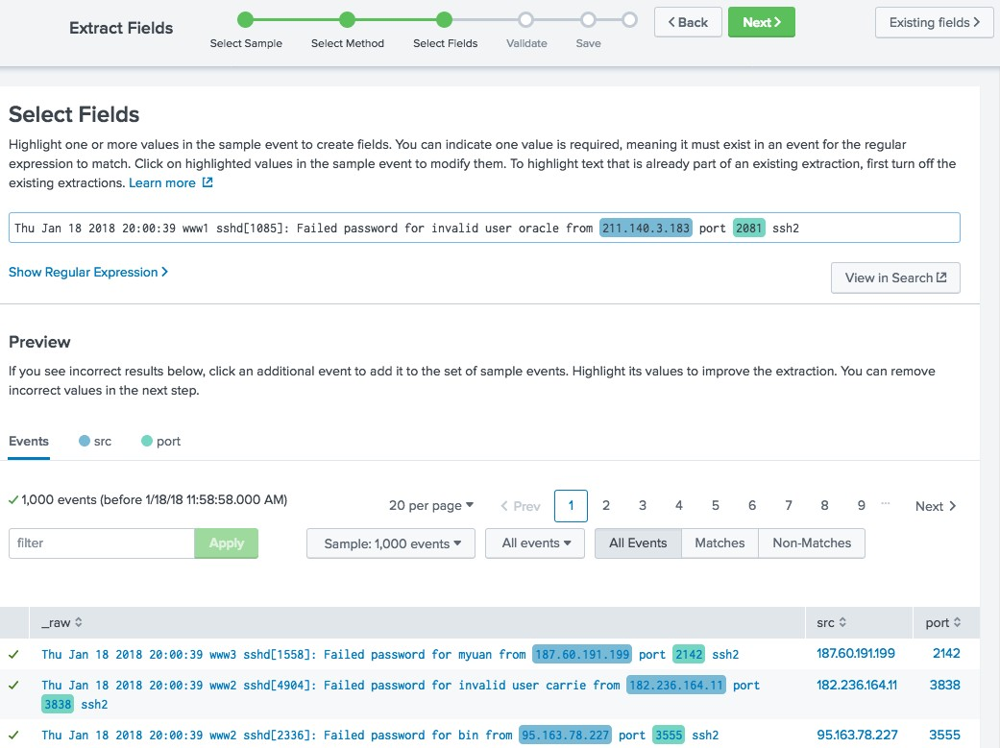 Extract Fields
Select Sample
Select Method
Select Fields
Validate
Save
Back
Next
Existing fields
Select Fields
Highlight one or more values in the sample event to create fields. You can indicate one value is required, meaning it must exist in an event for the regular
expression to match. Click on highlighted values in the sample event to modify them. To highlight text that is already part of an existing extraction, first turn off the
existing extractions. Learn more
Thu Jan 18 2018 20:00:39 www1 sshd[1085]: Failed password for invalid user oracle from 211.140.3.183 port 2081 ssh2
Show Regular Expression
View in Search
Preview
If you see incorrect results below, click an additional event to add it to the set of sample events. Highlight its values to improve the extraction. You can remove
incorrect values in the next step.
Events src port
1,000 events (before 1/18/18 11:58:58.000 AM)
20 per page Prev 1 2 3 4 5 6 7 8 9 ... Next
filter Apply Sample: 1,000 events All events All Events Matches Non-Matches
_raw src port
Thu Jan 18 2018 20:00:39 www3 sshd[1558]: Failed password for myuan from 187.60.191.199 port 2142 ssh2 187.60.191.199 2142
Thu Jan 18 2018 20:00:39 www2 sshd[4904]: Failed password for invalid user carrie from 182.236.164.11 port 182.236.164.11 3838
3838 ssh2
Thu Jan 18 2018 20:00:39 www2 sshd[2336]: Failed password for bin from 95.163.78.227 port 3555 ssh2 95.163.78.227 3555